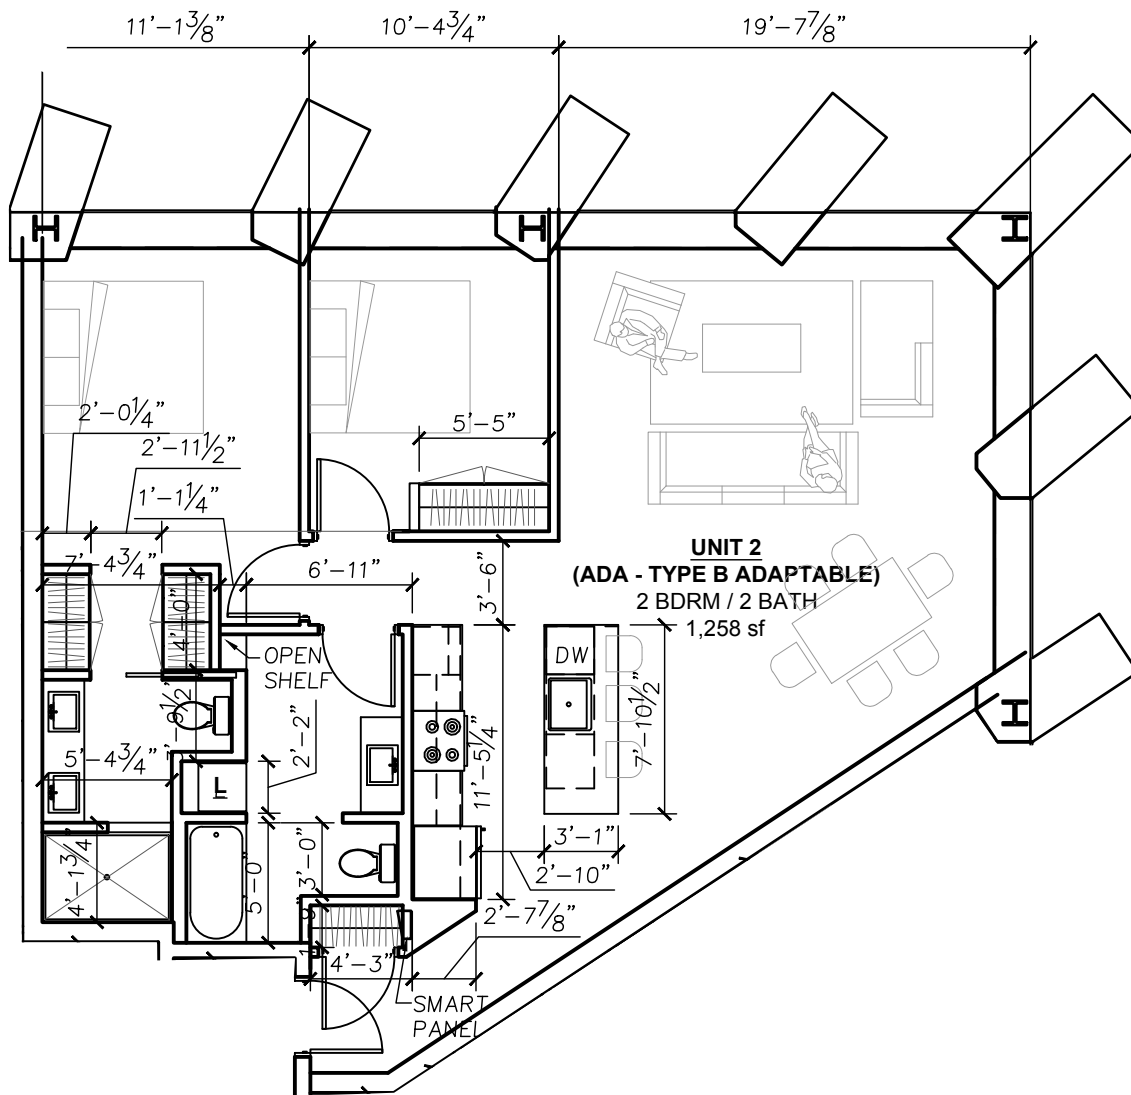 11'-1 3/8"
10'-4 3/4"
19'-7 7/8"
2'-0 1/4"
2'-11 1/2"
1'-1 1/4"
5'-5"
7'-4 3/4"
6'-11"
3'-6"
UNIT 2
(ADA - TYPE B ADAPTABLE)
2 BDRM / 2 BATH
1,258 sf
4'-0"
OPEN
SHELF
DW
2'-2"
5'-4 3/4"
11'-5 1/4"
7'-10 1/2"
L
4'-1 3/4"
5'-0
3'-0"
3'-1"
2'-10"
2'-7 7/8"
4'-3"
SMART
PANEL